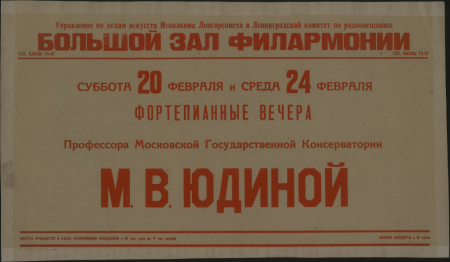 Управление по делам искусств Исполкома Ленгорсовета и Ленинградский комитет по радиовещанию
БОЛЬШОЙ ЗАЛ ФИЛАРМОНИИ
СУББОТА 20 ФЕВРАЛЯ и СРЕДА 24 ФЕВРАЛЯ
ФОРТЕПИАННЫЕ ВЕЧЕРА
Профессора Московской Государственной Консерватории
М. В. ЮДИНОЙ